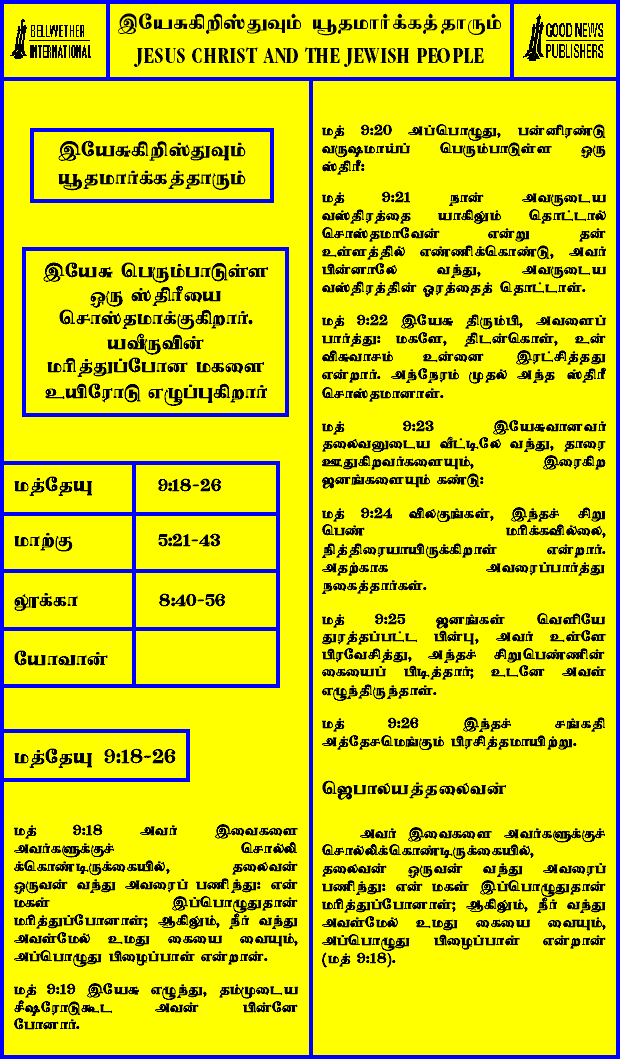 BELLWETHER
INTERNATIONAL
இயேசுகிறிஸ்துவும் யூதமார்க்கத்தாரும்
JESUS CHRIST AND THE JEWISH PEOPLE
GOOD NEWS
PUBLISHERS
இயேசுகிறிஸ்துவும்
யூதமார்க்கத்தாரும்
இயேசு பெரும்பாடுள்ள
ஒரு ஸ்திரீயை
சொஸ்தமாக்குகிறார்.
யவீருவின்
மரித்துப்போன மகளை
உயிரோடு எழுப்புகிறார்
மத்தேயு 9:18-26
மாற்கு 5:21-43
லூக்கா 8:40-56
யோவான்
மத்தேயு 9:18-26
மத் 9:18 அவர் இவைகளை
அவர்களுக்குச் சொல்லி
க்கொண்டிருக்கையில், தலைவன்
ஒருவன் வந்து அவரைப் பணிந்து: என்
மகள் இப்பொழுதுதான்
மரித்துப்போனாள்; ஆகிலும், நீர் வந்து
அவள்மேல் உமது கையை வையும்,
அப்பொழுது பிழைப்பாள் என்றான்.
மத் 9:19 இயேசு எழுந்து, தம்முடைய
சீஷரோடுகூட அவன் பின்னே
போனார்.
மத் 9:20 அப்பொழுது, பன்னிரண்டு
வருஷமாய்ப் பெரும்பாடுள்ள ஒரு
ஸ்திரீ:
மத் 9:21 நான் அவருடைய
வஸ்திரத்தை யாகிலும் தொட்டால்
சொஸ்தமாவேன் என்று தன்
உள்ளத்தில் எண்ணிக்கொண்டு, அவர்
பின்னாலே வந்து, அவருடைய
வஸ்திரத்தின் ஓரத்தைத் தொட்டாள்.
மத் 9:22 இயேசு திரும்பி, அவளைப்
பார்த்து: மகளே, திடன்கொள், உன்
விசுவாசம் உன்னை இரட்சித்தது
என்றார். அந்நேரம் முதல் அந்த ஸ்திரீ
சொஸ்தமானாள்.
மத் 9:23 இயேசுவானவர்
தலைவனுடைய வீட்டிலே வந்து, தாரை
ஊதுகிறவர்களையும், இரைகிற
ஜனங்களையும் கண்டு:
மத் 9:24 விலகுங்கள், இந்தச் சிறு
பெண் மரிக்கவில்லை,
நித்திரையாயிருக்கிறாள் என்றார்.
அதற்காக அவரைப்பார்த்து
நகைத்தார்கள்.
மத் 9:25 ஜனங்கள் வெளியே
துரத்தப்பட்ட பின்பு, அவர் உள்ளே
பிரவேசித்து, அந்தச் சிறுபெண்ணின்
கையைப் பிடித்தார்; உடனே அவள்
எழுந்திருந்தாள்.
மத் 9:26 இந்தச் சங்கதி
அத்தேசமெங்கும் பிரசித்தமாயிற்று.
ஜெபாலயத்தலைவன்
அவர் இவைகளை அவர்களுக்குச்
சொல்லிக்கொண்டிருக்கையில்,
தலைவன் ஒருவன் வந்து அவரைப்
பணிந்து: என் மகள் இப்பொழுதுதான்
மரித்துப்போனாள்; ஆகிலும், நீர் வந்து
அவள்மேல் உமது கையை வையும்,
அப்பொழுது பிழைப்பாள் என்றான்
(மத் 9:18).